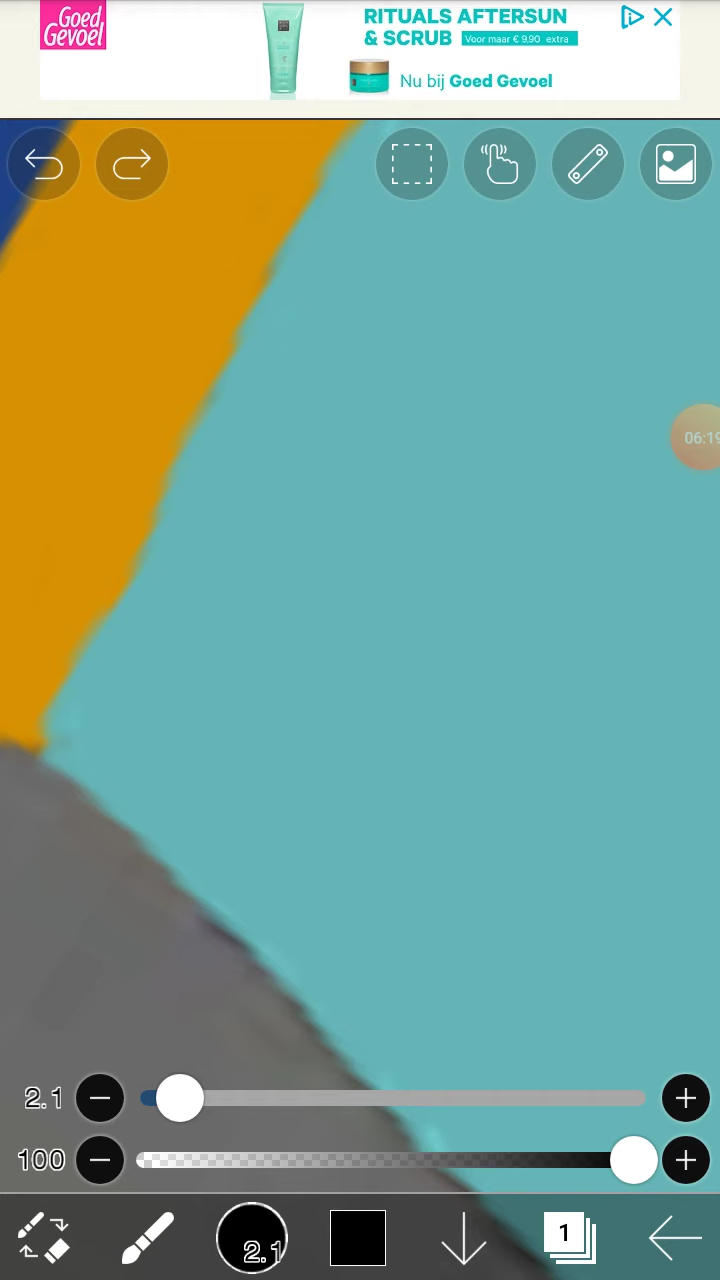 Goed
Gevoel
RITUALS AFTERSUN
& SCRUB Voor maar € 9,90 extra
Nu bij Goed Gevoel
06:19
2.1
100
2.1
1